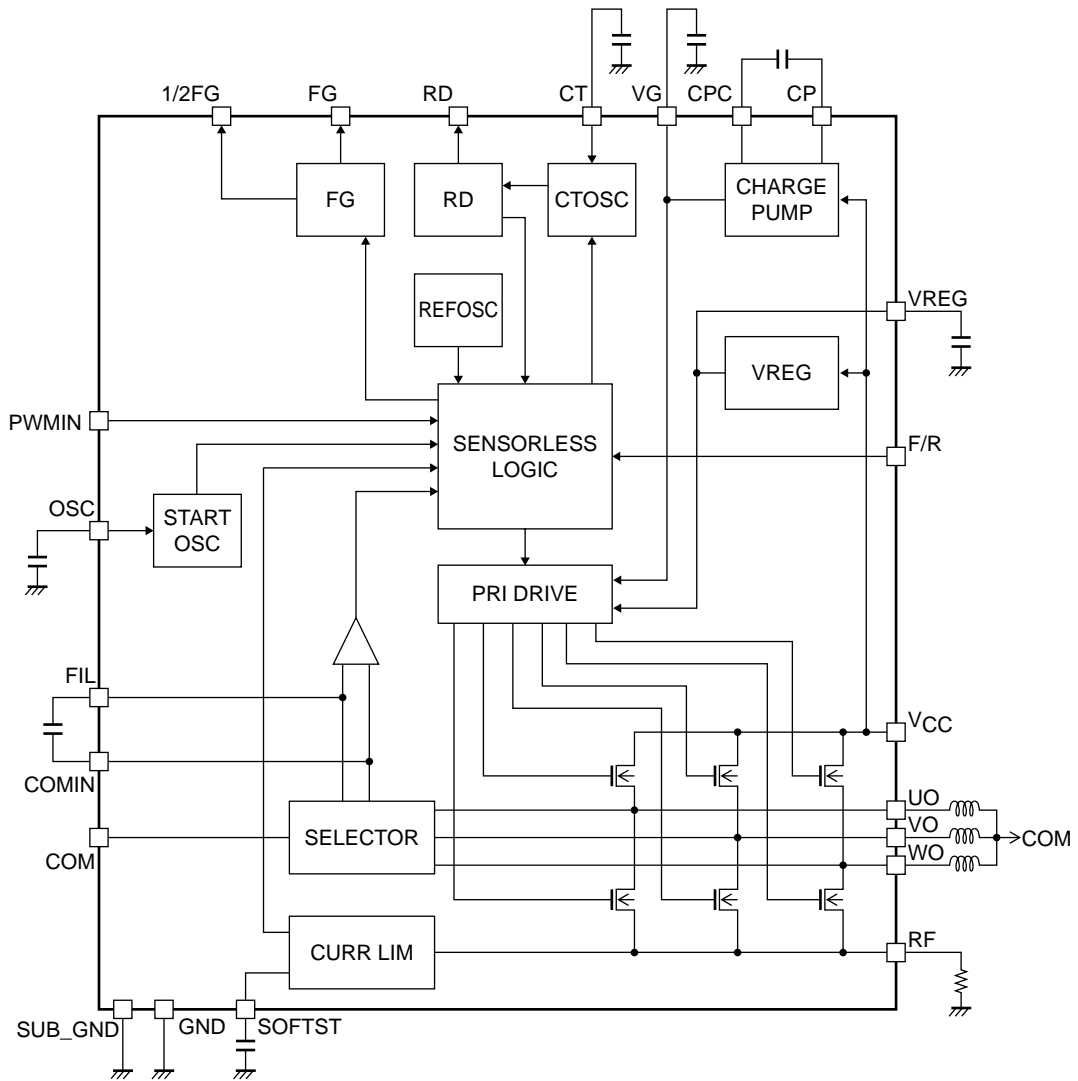 1/2FG
FG
RD
CT
VG
CPC
CP
FG
RD
CTOSC
CHARGE
PUMP
REFOSC
VREG
VREG
PWMIN
SENSORLESS
LOGIC
F/R
OSC
START
OSC
PRI DRIVE
FIL
VCC
COMIN
UO
SELECTOR
VO
COM
COM
WO
CURR LIM
RF
SUB_GND
GND
SOFTST